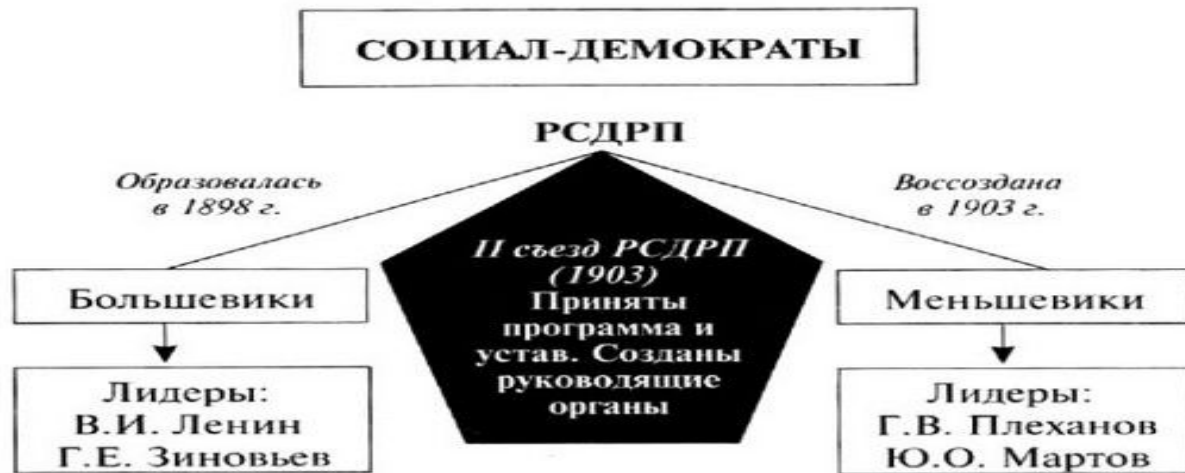 СОЦИАЛ-ДЕМОКРАТЫ
РСДРП
Образовалась
в 1898 г.
Воссоздана
в 1903 г.
II съезд РСДРП
(1903)
Приняты
программа и
устав. Созданы
руководящие
органы
Большевики
Меньшевики
Лидеры:
В.И. Ленин
Г.Е. Зиновьев
Лидеры:
Г.В. Плеханов
Ю.О. Мартов